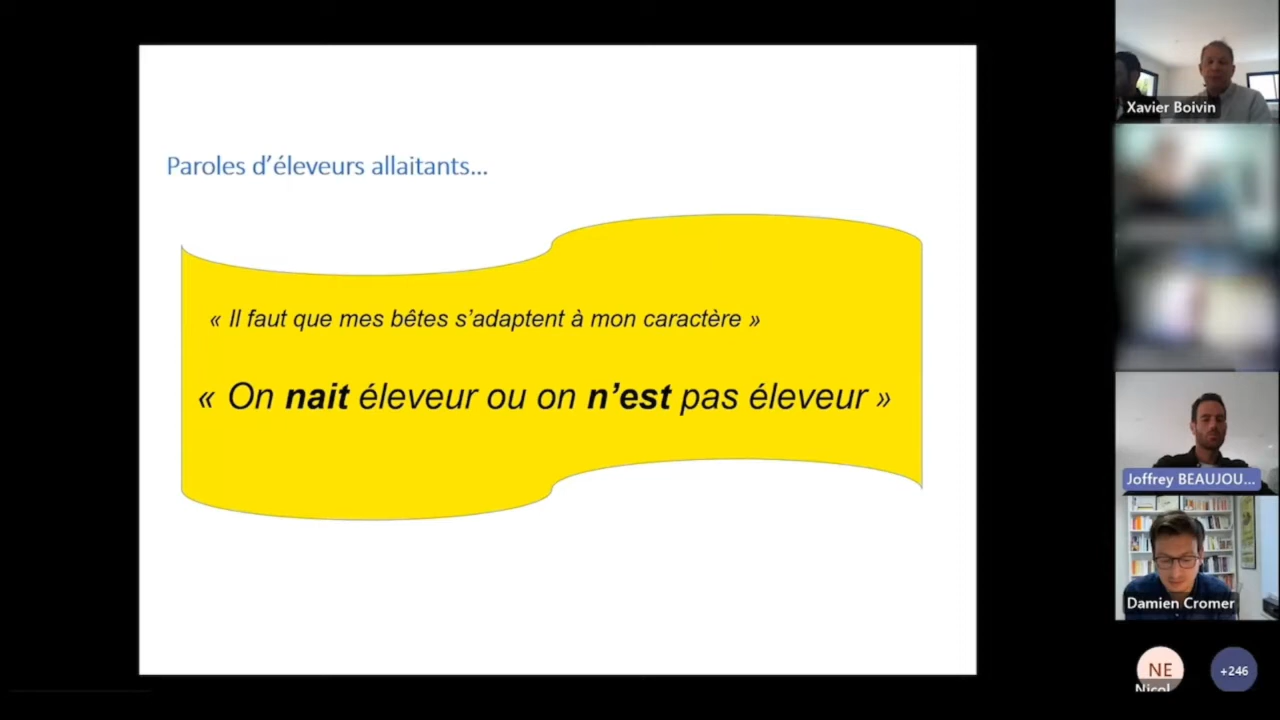 Paroles d'éleveurs allaitants...
« Il faut que mes bêtes s'adaptent à mon caractère »
« On nait éleveur ou on n'est pas éleveur »
Xavier Boivin
Joffrey BEAUJOU...
Damien Cromer
NE
Nicol
+246